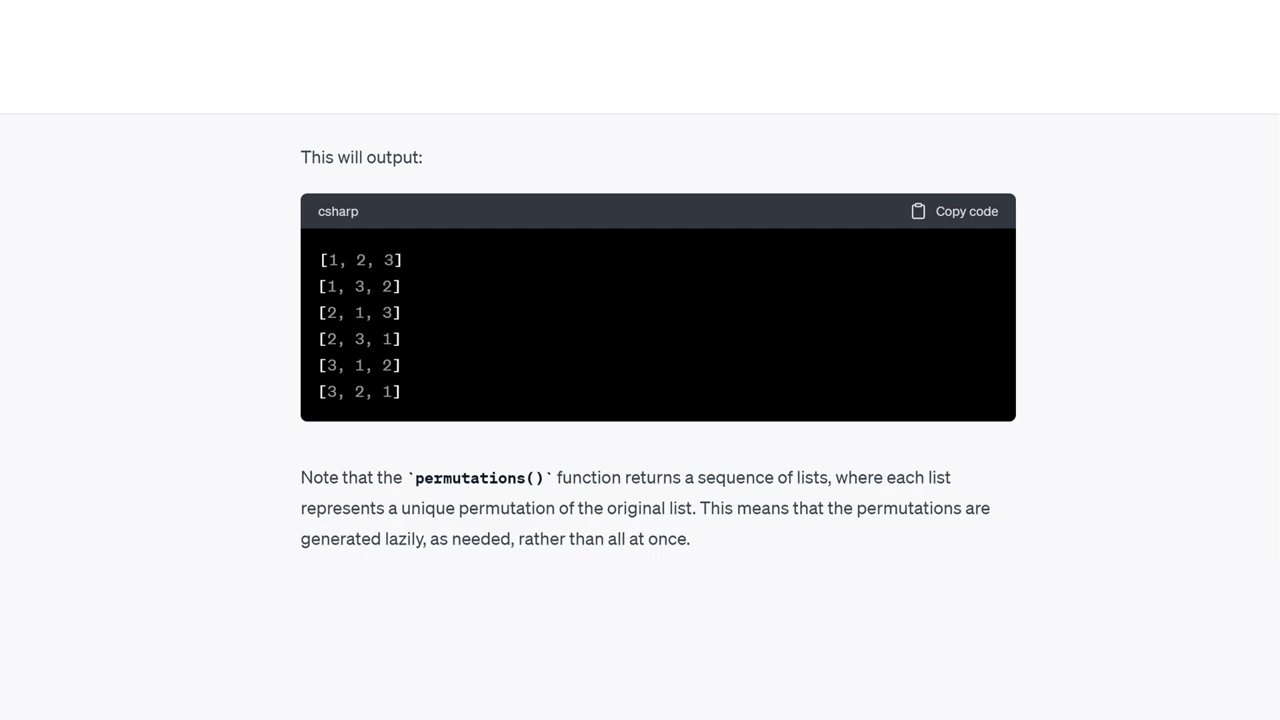 This will output:
csharp
Copy code
[1, 2, 3]
[1, 3, 2]
[2, 1, 3]
[2, 3, 1]
[3, 1, 2]
[3, 2, 1]
Note that the `permutations()` function returns a sequence of lists, where each list
represents a unique permutation of the original list. This means that the permutations are
generated lazily, as needed, rather than all at once.